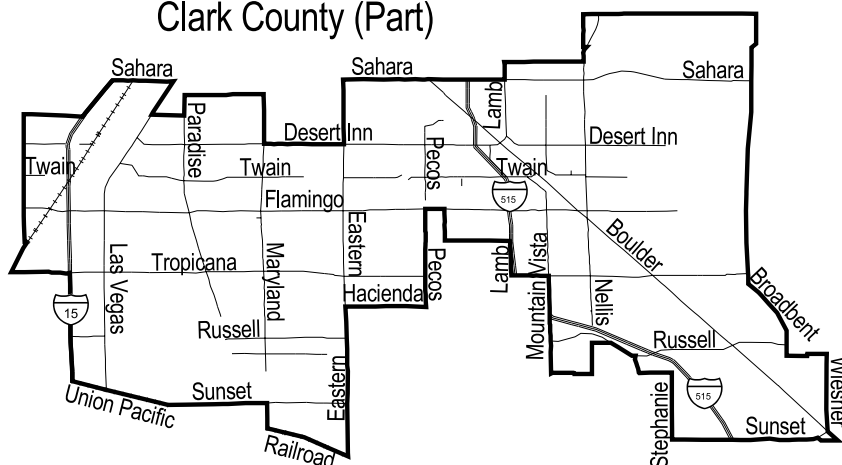 Clark County (Part)
Sahara
Sahara
Sahara
Lamb
Paradise
Desert Inn
Desert Inn
Pecos
Twain
Twain
Twain
515
Flamingo
Eastern
Boulder
Las Vegas
Tropicana
Maryland
Pecos
Lamb
Mountain Vista
Nellis
Broadbent
Hacienda
15
Russell
Russell
Wiesner
Union Pacific
Sunset
Eastern
515
Stephanie
Sunset
Railroad